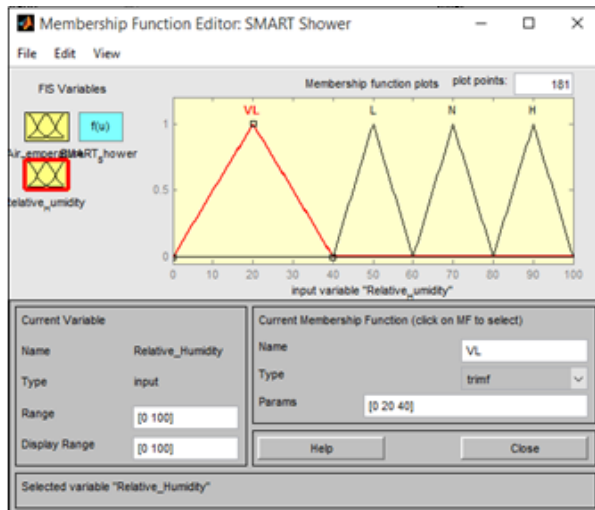 Membership Function Editor: SMART Shower
File Edit View
FIS Variables
Membership function plots plot points: 181
f(u)
Relative_Humidity
VL L N H
1
0.5
0
0 10 20 30 40 50 60 70 80 90 100
input variable "Relative_Humidity"
Current Variable
Name Relative_Humidity
Type input
Range [0 100]
Display Range [0 100]
Current Membership Function (click on MF to select)
Name VL
Type trimf
Params [0 20 40]
Help Close
Selected variable "Relative_Humidity"